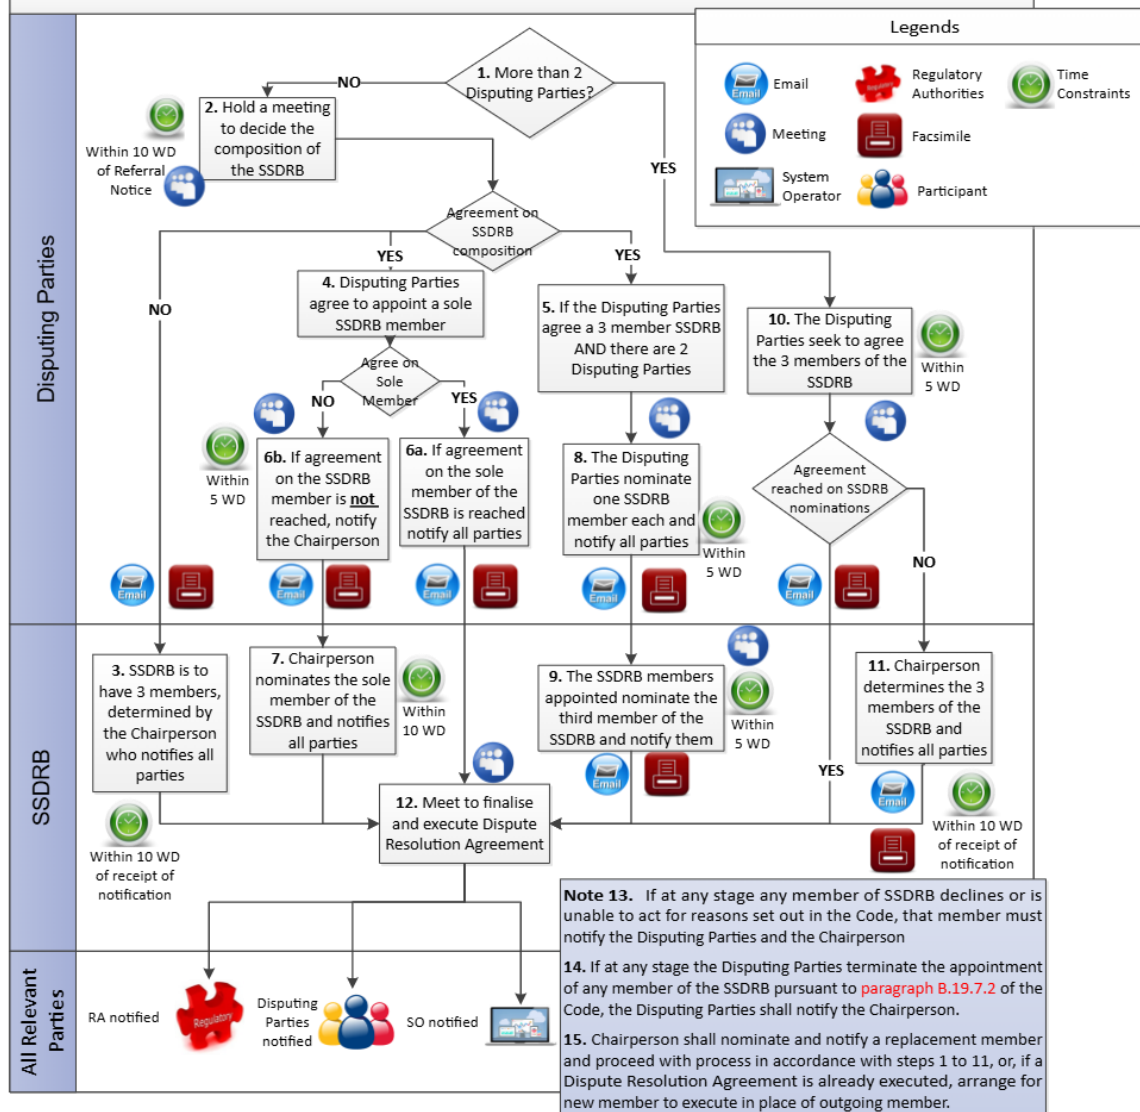 Legends
Email
Email
Regulatory
Regulatory
Authorities
Time
Constraints
Meeting
Facsimile
System
Operator
Participant
Disputing Parties
1. More than 2
Disputing Parties?
NO
YES
Within 10 WD
of Referral
Notice
2. Hold a meeting
to decide the
composition of
the SSDRB
Agreement on
SSDRB
composition
NO
YES
YES
4. Disputing Parties
agree to appoint a sole
SSDRB member
5. If the Disputing Parties
agree a 3 member SSDRB
AND there are 2
Disputing Parties
10. The Disputing
Parties seek to agree
the 3 members of the
SSDRB
Within
5 WD
Agree on
Sole
Member
NO
YES
Within
5 WD
6b. If agreement
on the SSDRB
member is not
reached, notify
the Chairperson
6a. If agreement
on the sole
member of the
SSDRB is reached
notify all parties
8. The Disputing
Parties nominate
one SSDRB
member each and
notify all parties
Within
5 WD
Agreement
reached on SSDRB
nominations
NO
Email
Email
Email
Email
Email
SSDRB
3. SSDRB is to
have 3 members,
determined by
the Chairperson
who notifies all
parties
Within 10 WD
of receipt of
notification
7. Chairperson
nominates the sole
member of the
SSDRB and notifies
all parties
Within
10 WD
9. The SSDRB members
appointed nominate the
third member of the
SSDRB and notify them
Within
5 WD
Email
YES
11. Chairperson
determines the 3
members of the
SSDRB and
notifies all parties
Email
Within 10 WD
of receipt of
notification
12. Meet to finalise
and execute Dispute
Resolution Agreement
All Relevant
Parties
RA notified
Regulatory
Disputing
Parties
notified
SO notified
Note 13. If at any stage any member of SSDRB declines or is
unable to act for reasons set out in the Code, that member must
notify the Disputing Parties and the Chairperson
14. If at any stage the Disputing Parties terminate the appointment
of any member of the SSDRB pursuant to paragraph B.19.7.2 of the
Code, the Disputing Parties shall notify the Chairperson.
15. Chairperson shall nominate and notify a replacement member
and proceed with process in accordance with steps 1 to 11, or, if a
Dispute Resolution Agreement is already executed, arrange for
new member to execute in place of outgoing member.